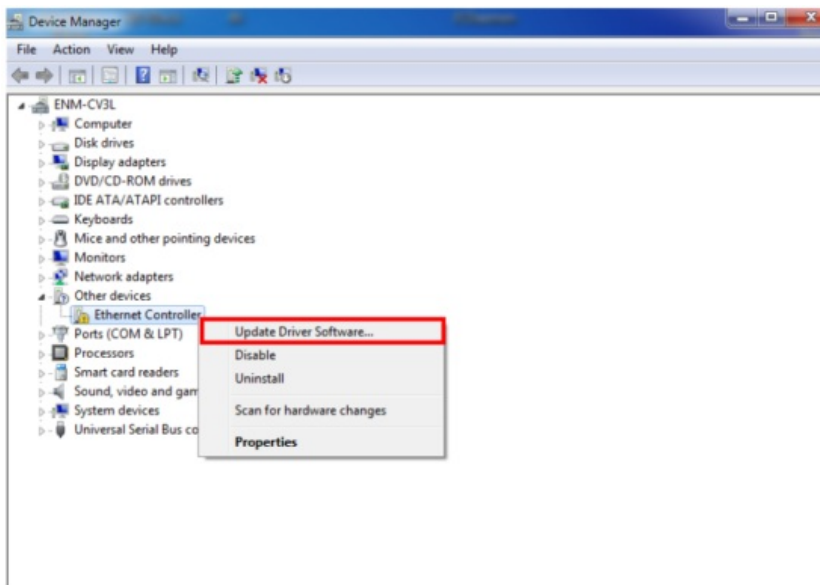 Device Manager
File Action View Help
ENM-CV3L
Computer
Disk drives
Display adapters
DVD/CD-ROM drives
IDE ATA/ATAPI controllers
Keyboards
Mice and other pointing devices
Monitors
Network adapters
Other devices
Ethernet Controller
Update Driver Software...
Ports (COM & LPT)
Disable
Processors
Uninstall
Smart card readers
Sound, video and gam
Scan for hardware changes
System devices
Universal Serial Bus co
Properties